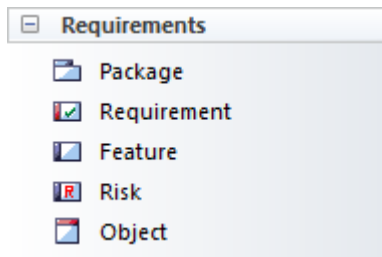 Requirements
Package
Requirement
Feature
R Risk
Object